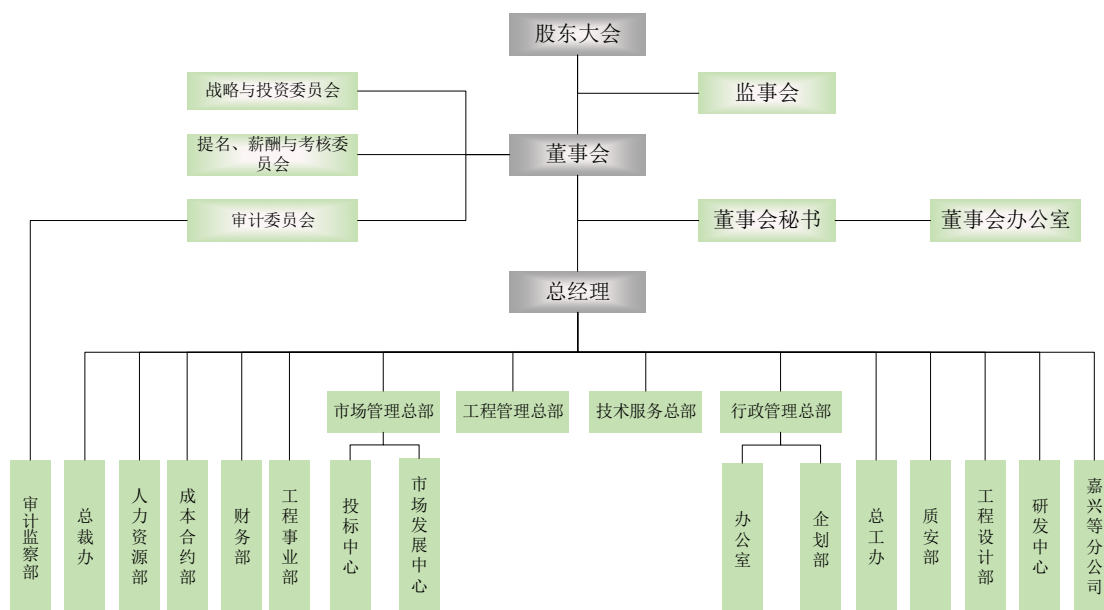 股东大会
战略与投资委员会
监事会
提名、薪酬与考核委
员会
董事会
审计委员会
董事会秘书
董事会办公室
总经理
市场管理总部
工程管理总部
技术服务总部
行政管理总部
审计监察部
总裁办
人力资源部
成本合约部
财务部
工程事业部
投标中心
市场发展中心
办公室
企划部
总工办
质安部
工程设计部
研发中心
嘉兴等分公司